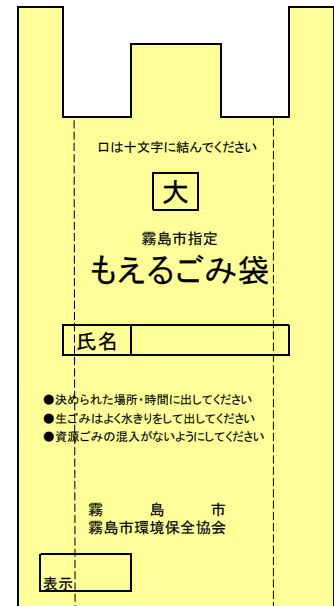 口は十文字に結んでください
大
霧島市指定
もえるごみ袋
氏名
●決められた場所・時間に出してください
●生ごみはよく水きりをして出してください
●資源ごみの混入がないようにしてください
霧島市
霧島市環境保全協会
表示